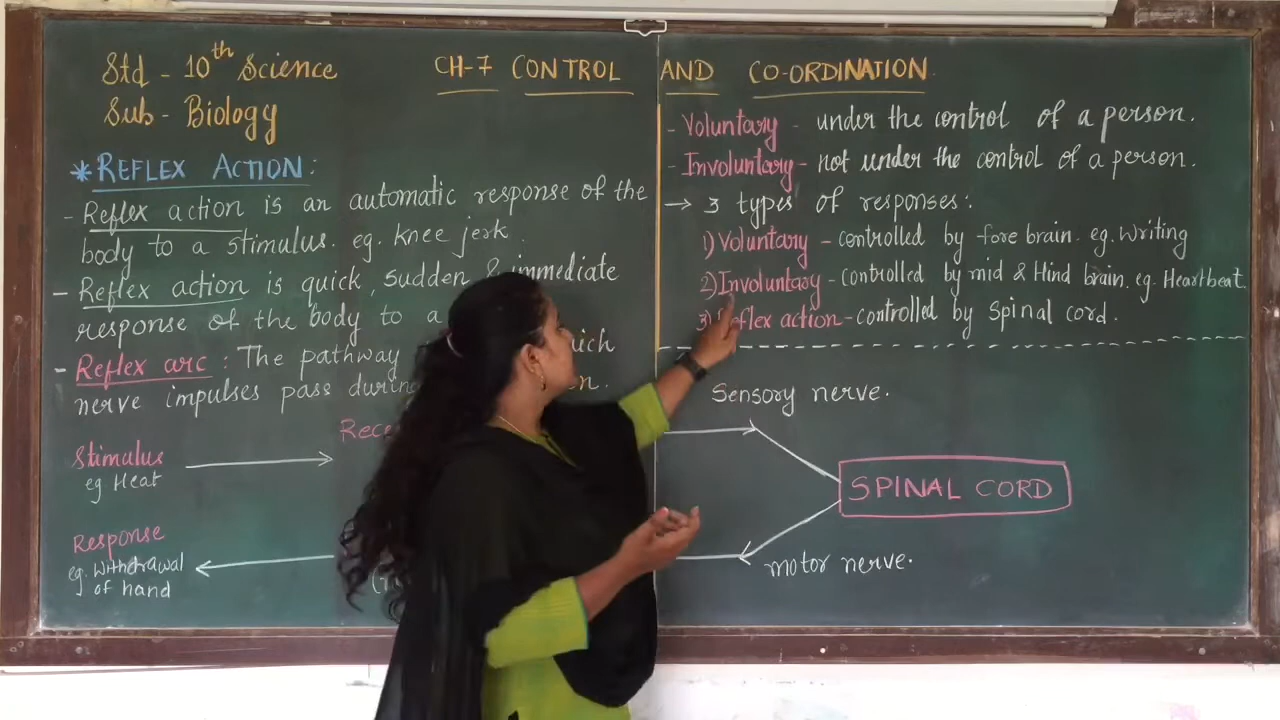 Std - 10th Science
Sub - Biology
CH-7 CONTROL AND CO-ORDINATION
* REFLEX ACTION:
- Reflex action is an automatic response of the
body to a stimulus. eg. knee jerk.
- Reflex action is quick, sudden & immediate
response of the body to a
- Reflex arc : The pathway
nerve impulses pass
Stimulus
eg Heat
Response
eg. Withdrawal
of hand
- Voluntary - under the control of a person.
- Involuntary - not under the control of a person.
→ 3 types of responses:
1) Voluntary - controlled by fore brain. eg. Writing
2) Involuntary - controlled by mid & Hind brain. eg. Heartbeat.
3) Reflex action - controlled by Spinal cord.
Sensory nerve.
SPINAL CORD
motor nerve.